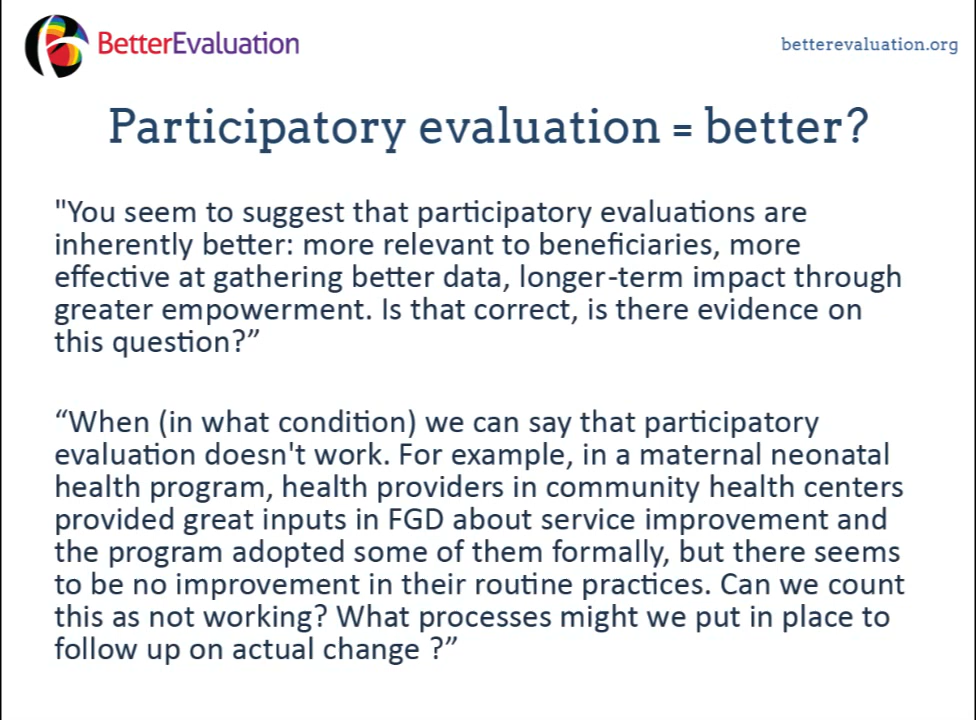 BetterEvaluation
betterevaluation.org
Participatory evaluation = better?
"You seem to suggest that participatory evaluations are
inherently better: more relevant to beneficiaries, more
effective at gathering better data, longer-term impact through
greater empowerment. Is that correct, is there evidence on
this question?”
“When (in what condition) we can say that participatory
evaluation doesn't work. For example, in a maternal neonatal
health program, health providers in community health centers
provided great inputs in FGD about service improvement and
the program adopted some of them formally, but there seems
to be no improvement in their routine practices. Can we count
this as not working? What processes might we put in place to
follow up on actual change ?”